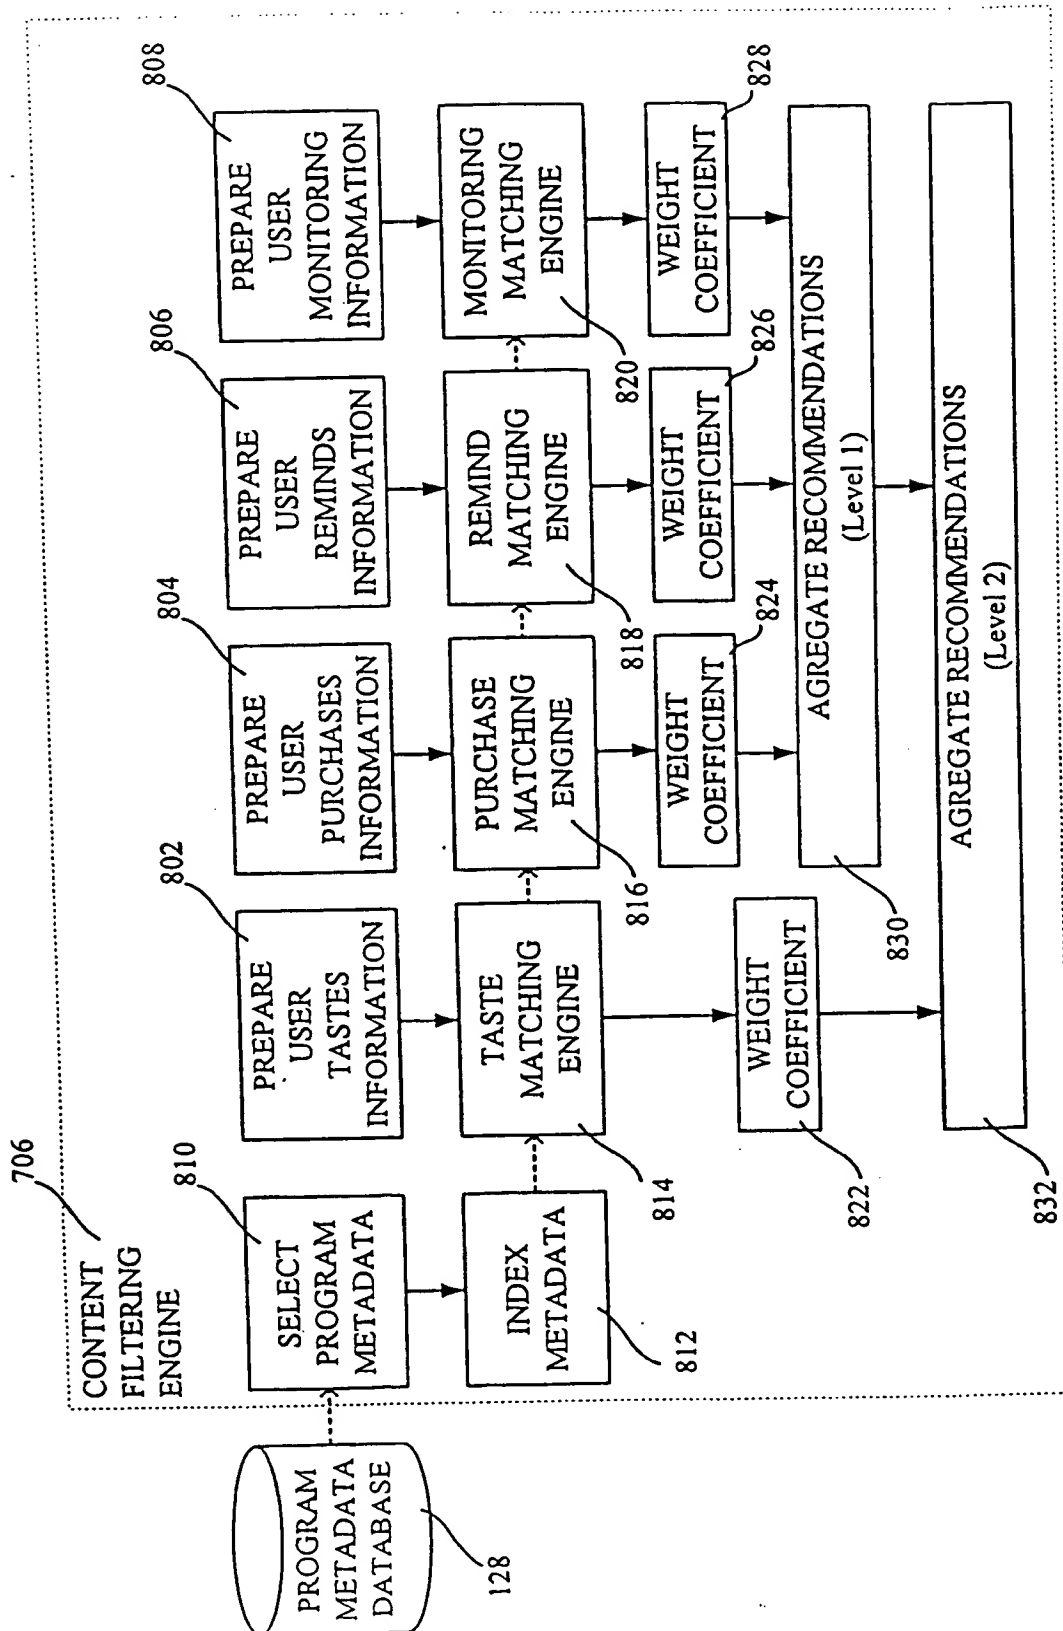 706
CONTENT
FILTERING
ENGINE
PROGRAM
METADATA
DATABASE
128
810
SELECT
PROGRAM
METADATA
802
PREPARE
USER
TASTES
INFORMATION
804
PREPARE
USER
PURCHASES
INFORMATION
806
PREPARE
USER
REMINDS
INFORMATION
808
PREPARE
USER
MONITORING
INFORMATION
INDEX
METADATA
812
TASTE
MATCHING
ENGINE
814
PURCHASE
MATCHING
ENGINE
816
REMIND
MATCHING
ENGINE
818
MONITORING
MATCHING
ENGINE
820
WEIGHT
COEFFICIENT
822
WEIGHT
COEFFICIENT
824
WEIGHT
COEFFICIENT
826
WEIGHT
COEFFICIENT
828
AGREGATE RECOMMENDATIONS
(Level 1)
830
AGREGATE RECOMMENDATIONS
(Level 2)
832